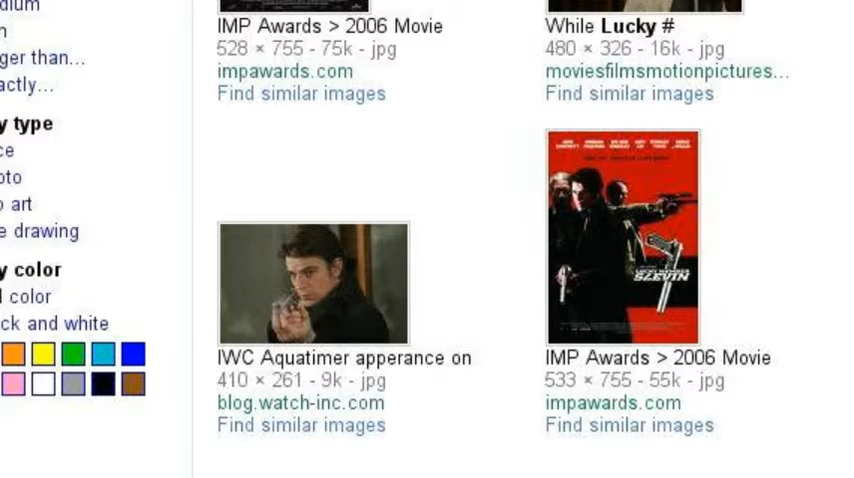 dium
n
ger than...
actly...
y type
ce
oto
o art
e drawing
y color
l color
ck and white
IMP Awards > 2006 Movie
528 × 755 - 75k - jpg
impawards.com
Find similar images
While Lucky #
480 × 326 - 16k - jpg
moviesfilmsmotionpictures...
Find similar images
IWC Aquatimer apperance on
410 × 261 - 9k - jpg
blog.watch-inc.com
Find similar images
LUCKY NUMBER
SLEVIN
IMP Awards > 2006 Movie
533 × 755 - 55k - jpg
impawards.com
Find similar images